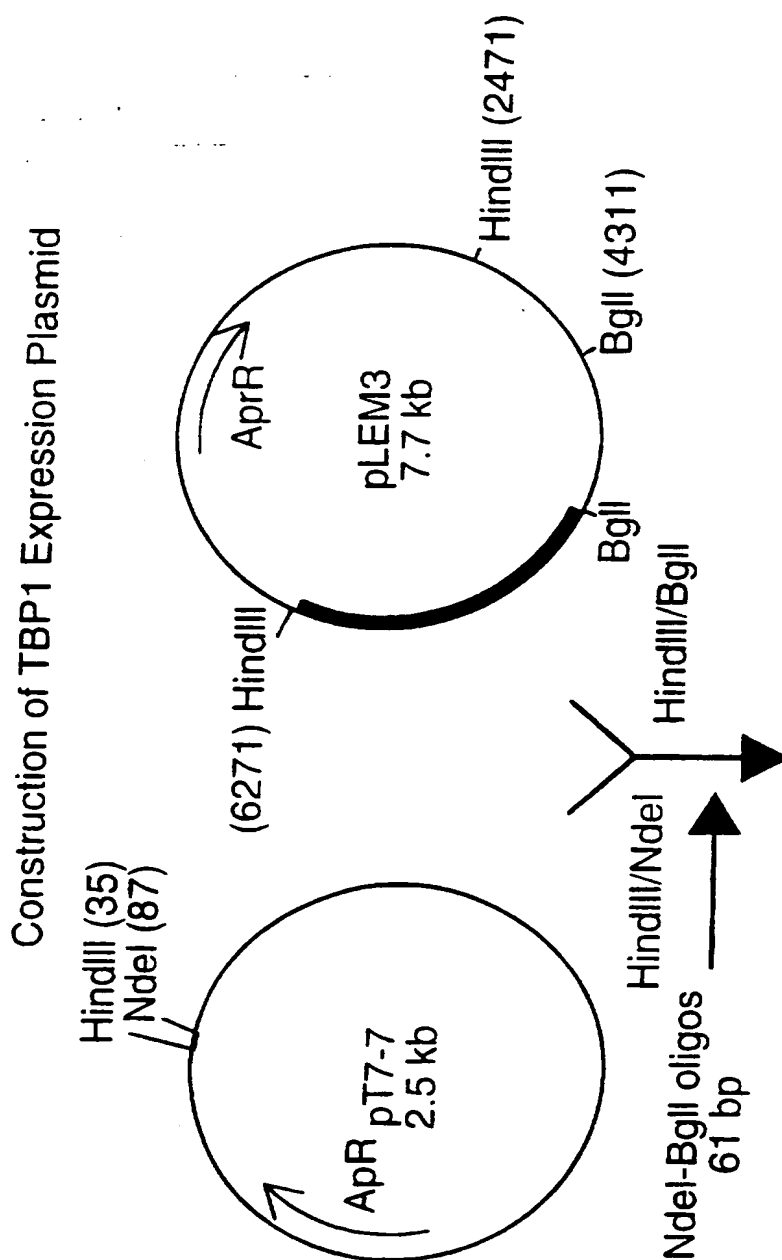 Construction of TBP1 Expression Plasmid
HindIII (35)
NdeI (87)
ApR
pT7-7
2.5 kb
(6271) HindIII
AprR
pLEM3
7.7 kb
HindIII (2471)
BglI (4311)
BglI
HindIII/NdeI
HindIII/BglI
NdeI-BglI oligos
61 bp